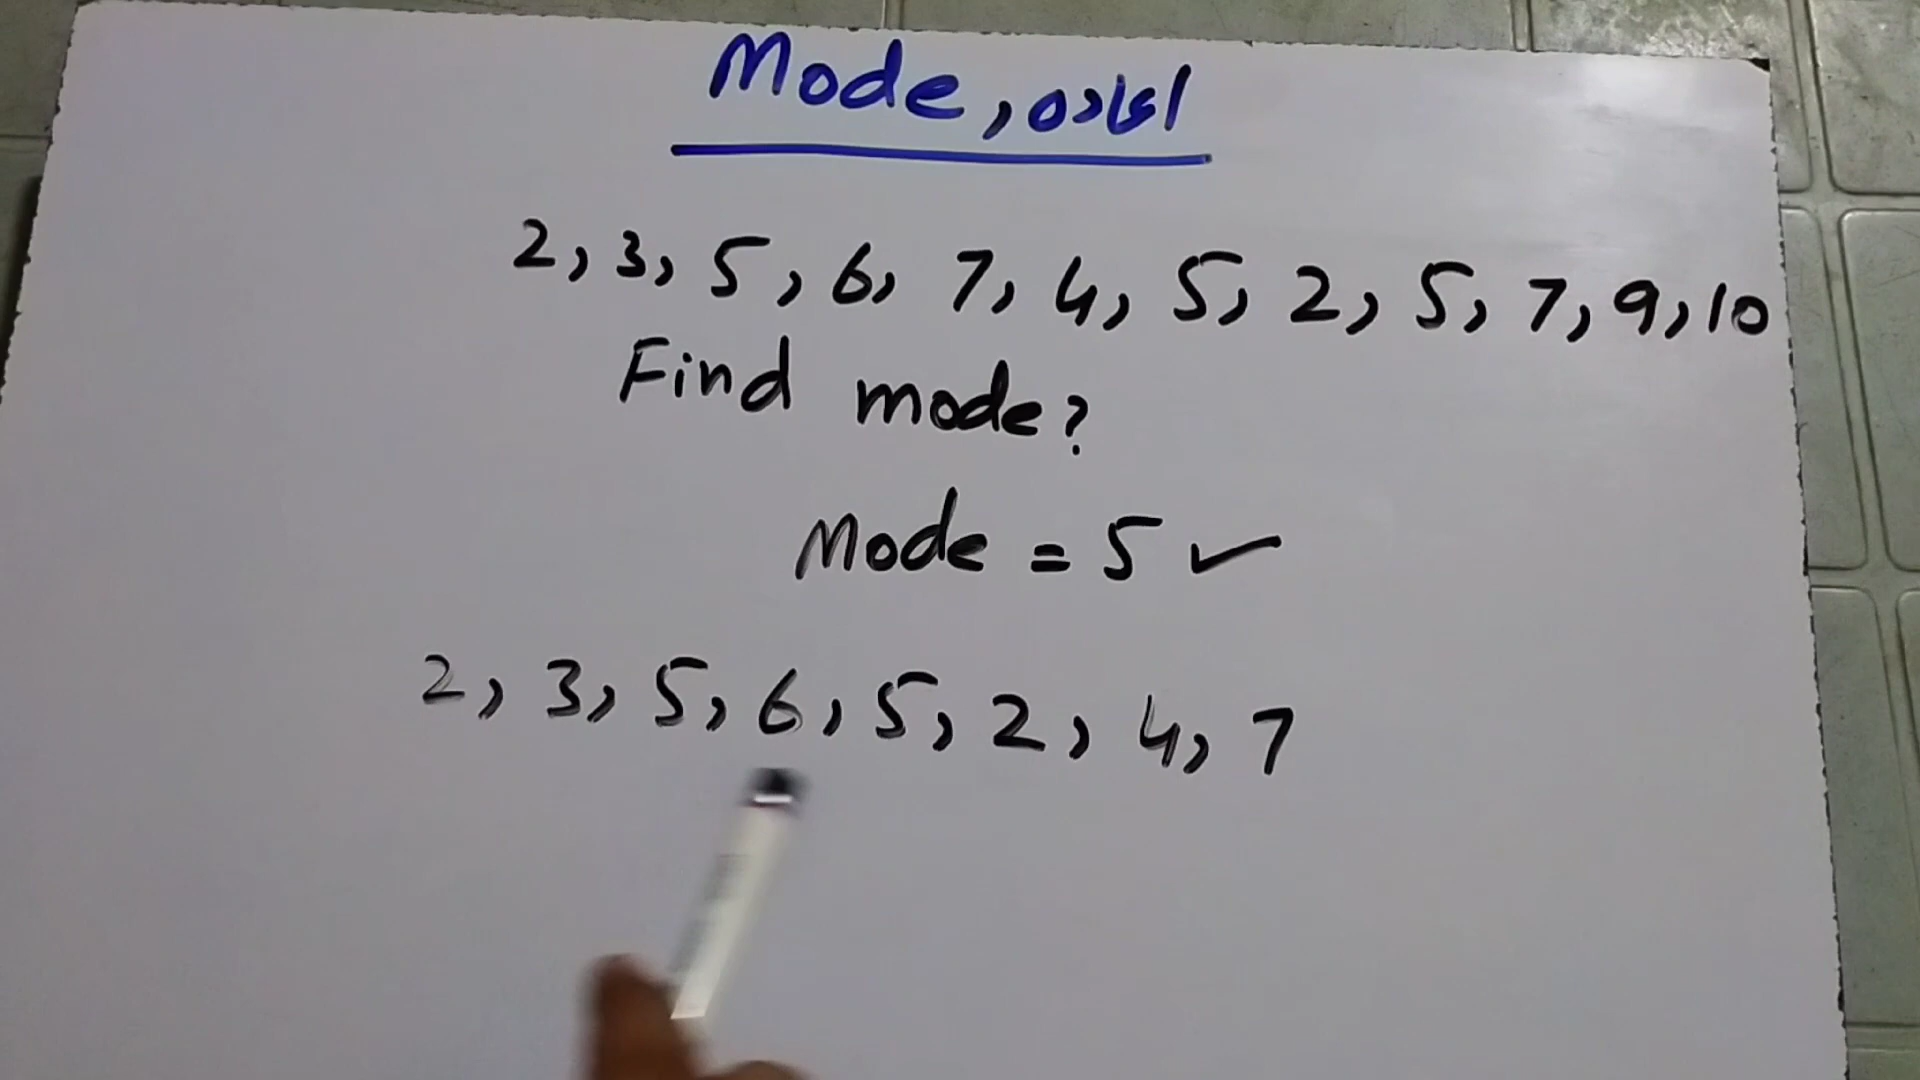 Mode, اعادہ
2, 3, 5, 6, 7, 4, 5, 2, 5, 7, 9, 10
Find mode?
Mode = 5 ✓
2, 3, 5, 6, 5, 2, 4, 7